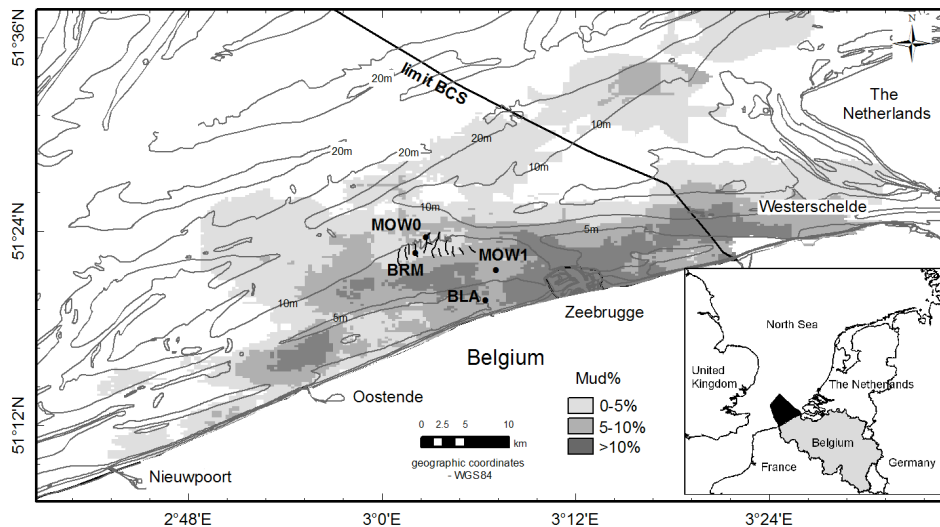 51°36'N
51°24'N
51°12'N
N
20m
limit BCS
20m
10m
The
Netherlands
20m
20m
10m
10m
Westerschelde
5m
MOW0
MOW1
BRM
BLA
Zeebrugge
10m
5m
Belgium
Oostende
Nieuwpoort
Mud%
0-5%
5-10%
>10%
0 2.5 5 10
km
geographic coordinates
- WGS84
North Sea
United
Kingdom
The Netherlands
Belgium
France
Germany
2°48'E
3°0'E
3°12'E
3°24'E